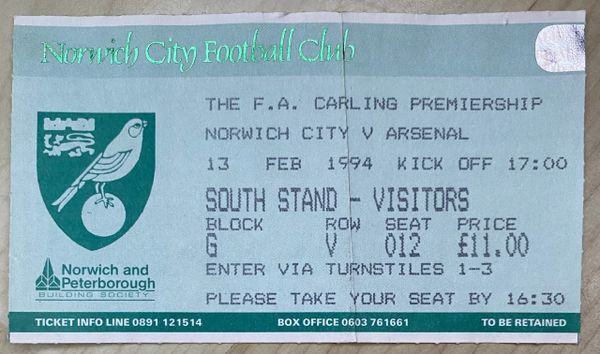 Norwich City Football Club
THE F.A. CARLING PREMIERSHIP
NORWICH CITY V ARSENAL
13 FEB 1994 KICK OFF 17:00
SOUTH STAND - VISITORS
BLOCK ROW SEAT PRICE
G V 012 £11.00
ENTER VIA TURNSTILES 1-3
PLEASE TAKE YOUR SEAT BY 16:30
Norwich and
Peterborough
BUILDING SOCIETY
TICKET INFO LINE 0891 121514 BOX OFFICE 0603 761661 TO BE RETAINED